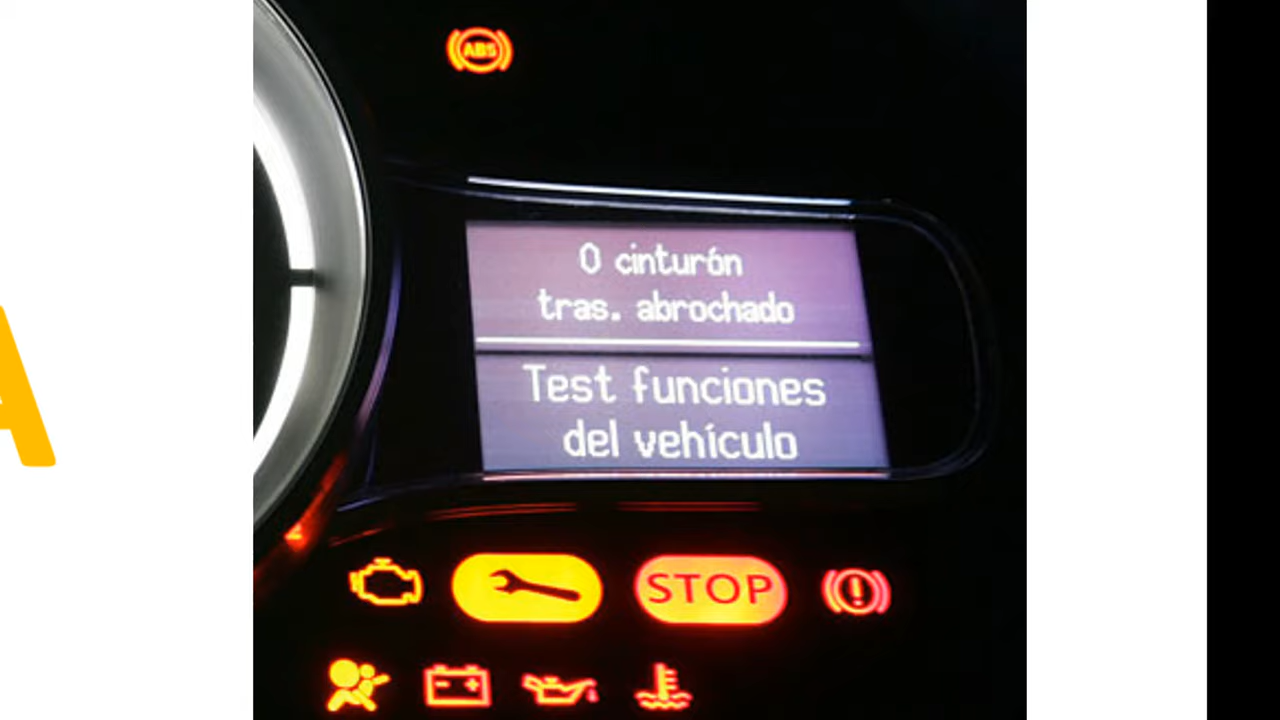 A
ABS
0 cinturón
tras. abrochado
Test funciones
del vehículo
STOP